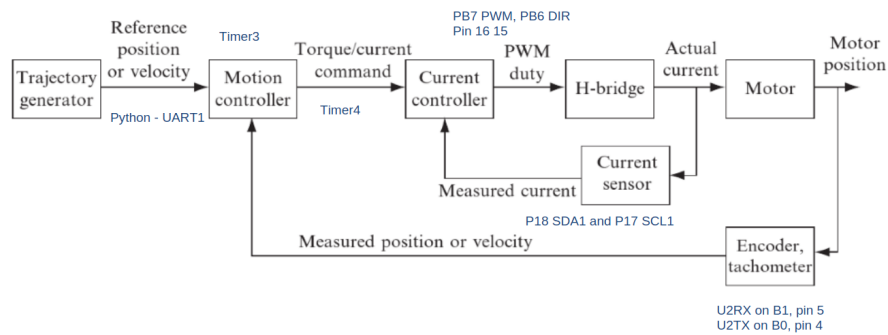 PB7 PWM, PB6 DIR
Pin 16 15
Reference
position
or velocity
Timer3
Torque/current
command
PWM
duty
Actual
current
Motor
position
Trajectory
generator
Motion
controller
Current
controller
H-bridge
Motor
Python - UART1
Timer4
Current
sensor
Measured current
P18 SDA1 and P17 SCL1
Measured position or velocity
Encoder,
tachometer
U2RX on B1, pin 5
U2TX on B0, pin 4